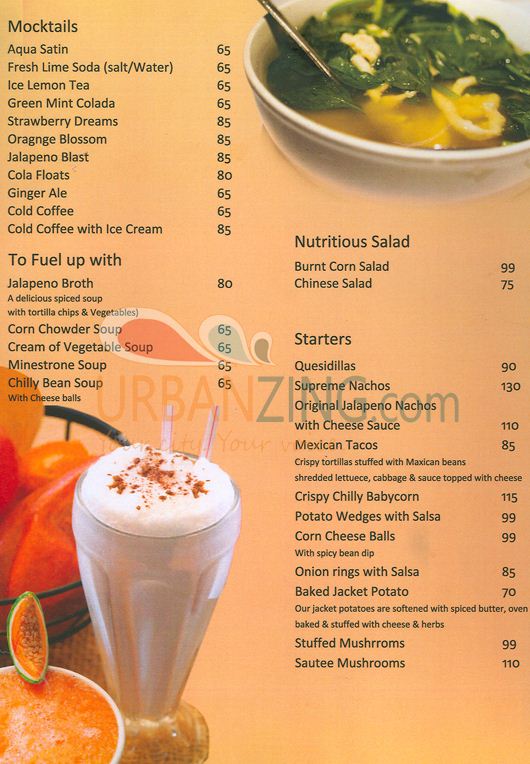 Mocktails
Aqua Satin 65
Fresh Lime Soda (salt/Water) 65
Ice Lemon Tea 65
Green Mint Colada 65
Strawberry Dreams 85
Oragnge Blossom 85
Jalapeno Blast 85
Cola Floats 80
Ginger Ale 65
Cold Coffee 65
Cold Coffee with Ice Cream 85
To Fuel up with
Jalapeno Broth 80
A delicious spiced soup
with tortilla chips & Vegetables)
Corn Chowder Soup 65
Cream of Vegetable Soup 65
Minestrone Soup 65
Chilly Bean Soup 65
With Cheese balls
Nutritious Salad
Burnt Corn Salad 99
Chinese Salad 75
Starters
Quesidillas 90
Supreme Nachos 130
Original Jalapeno Nachos
with Cheese Sauce 110
Mexican Tacos 85
Crispy tortillas stuffed with Maxican beans
shredded lettuece, cabbage & sauce topped with cheese
Crispy Chilly Babycorn 115
Potato Wedges with Salsa 99
Corn Cheese Balls 99
With spicy bean dip
Onion rings with Salsa 85
Baked Jacket Potato 70
Our jacket potatoes are softened with spiced butter, oven
baked & stuffed with cheese & herbs
Stuffed Mushrroms 99
Sautee Mushrooms 110
URBANZING.com